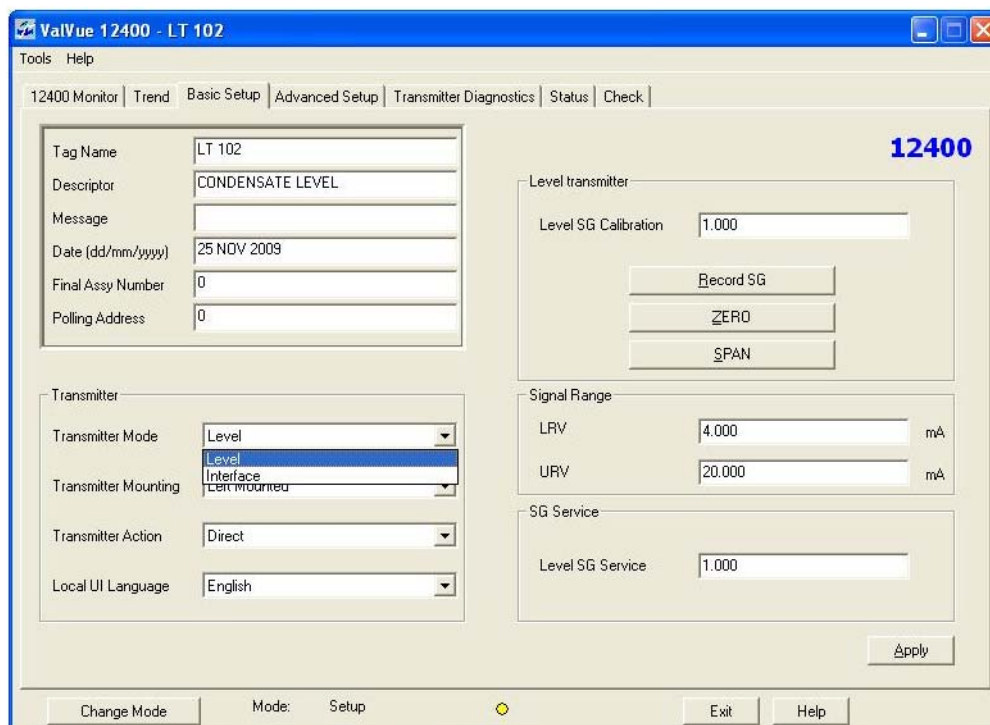 ValVue 12400 - LT 102
Tools Help
12400 Monitor Trend Basic Setup Advanced Setup Transmitter Diagnostics Status Check
12400
Tag Name LT 102
Descriptor CONDENSATE LEVEL
Message
Date (dd/mm/yyyy) 25 NOV 2009
Final Assy Number 0
Polling Address 0
Level transmitter
Level SG Calibration 1.000
Record SG
ZERO
SPAN
Transmitter
Transmitter Mode Level
Level
Interface
Transmitter Mounting Left Mounted
Transmitter Action Direct
Local UI Language English
Signal Range
LRV 4.000 mA
URV 20.000 mA
SG Service
Level SG Service 1.000
Apply
Change Mode Mode: Setup Exit Help